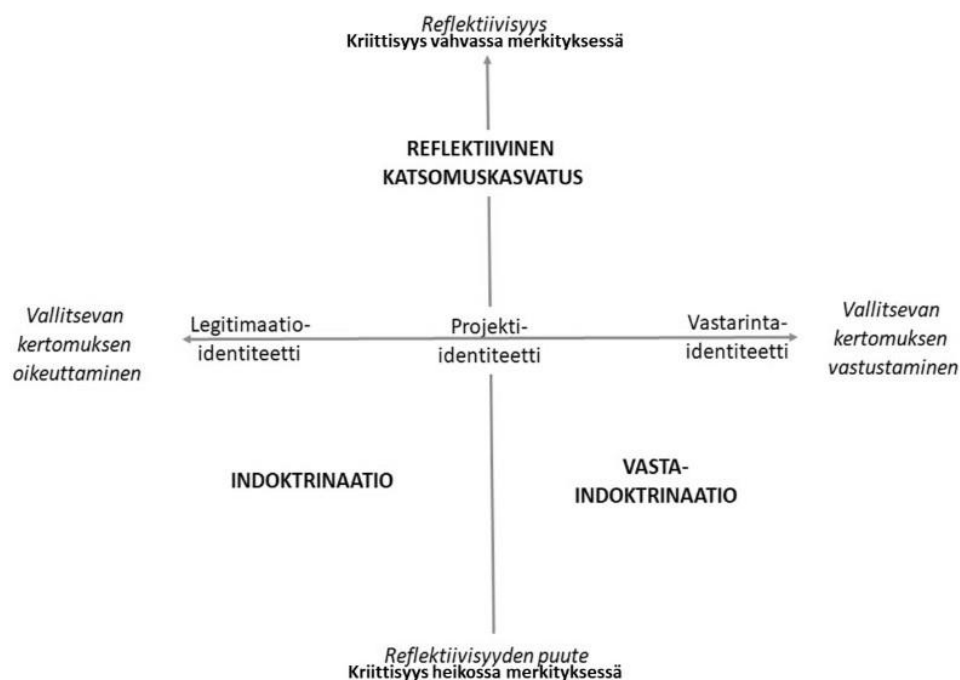 Reflektiivisyys
Kriittisyys vahvassa merkityksessä
REFLEKTIIVINEN
KATSOMUSKASVATUS
Vallitsevan
kertomuksen
oikeuttaminen
Legitimaatio-
identiteetti
Projekti-
identiteetti
Vastarinta-
identiteetti
Vallitsevan
kertomuksen
vastustaminen
INDOKTRINAATIO
VASTA-
INDOKTRINAATIO
Reflektiivisyyden puute
Kriittisyys heikossa merkityksessä